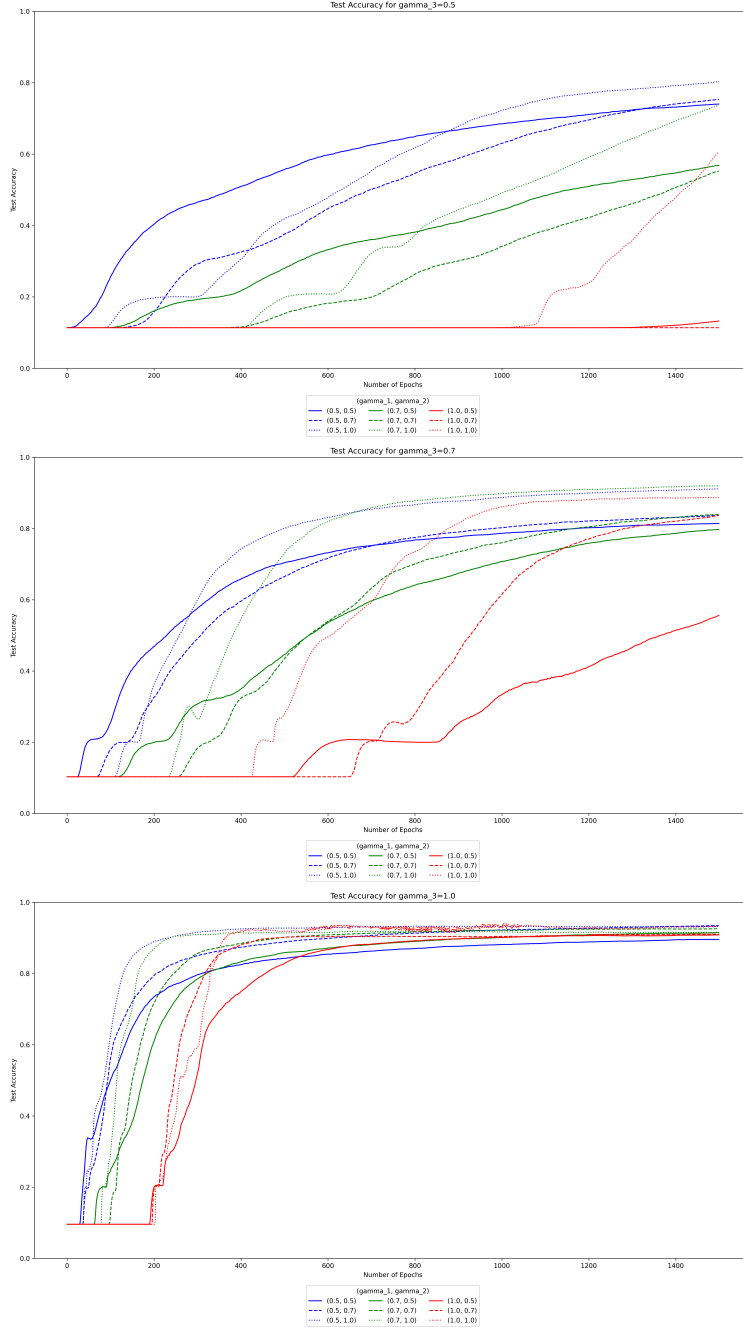 Test Accuracy for gamma_3=0.5
1.0
0.8
0.6
0.4
0.2
0.0
Test Accuracy
0 200 400 600 800 1000 1200 1400
Number of Epochs
(gamma_1, gamma_2)
(0.5, 0.5) (0.7, 0.5) (1.0, 0.5)
(0.5, 0.7) (0.7, 0.7) (1.0, 0.7)
(0.5, 1.0) (0.7, 1.0) (1.0, 1.0)
Test Accuracy for gamma_3=0.7
1.0
0.8
0.6
0.4
0.2
0.0
Test Accuracy
0 200 400 600 800 1000 1200 1400
Number of Epochs
(gamma_1, gamma_2)
(0.5, 0.5) (0.7, 0.5) (1.0, 0.5)
(0.5, 0.7) (0.7, 0.7) (1.0, 0.7)
(0.5, 1.0) (0.7, 1.0) (1.0, 1.0)
Test Accuracy for gamma_3=1.0
1.0
0.8
0.6
0.4
0.2
0.0
Test Accuracy
0 200 400 600 800 1000 1200 1400
Number of Epochs
(gamma_1, gamma_2)
(0.5, 0.5) (0.7, 0.5) (1.0, 0.5)
(0.5, 0.7) (0.7, 0.7) (1.0, 0.7)
(0.5, 1.0) (0.7, 1.0) (1.0, 1.0)